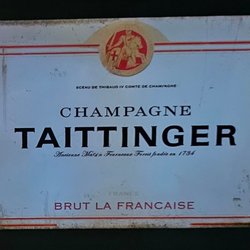 SCEAU DE THIBAUD IV COMTE DE CHAMPAGNE
CHAMPAGNE
TAITTINGER
Ancienne Maison Fourneaux Forest fondée en 1734
FRANCE
BRUT LA FRANCAISE